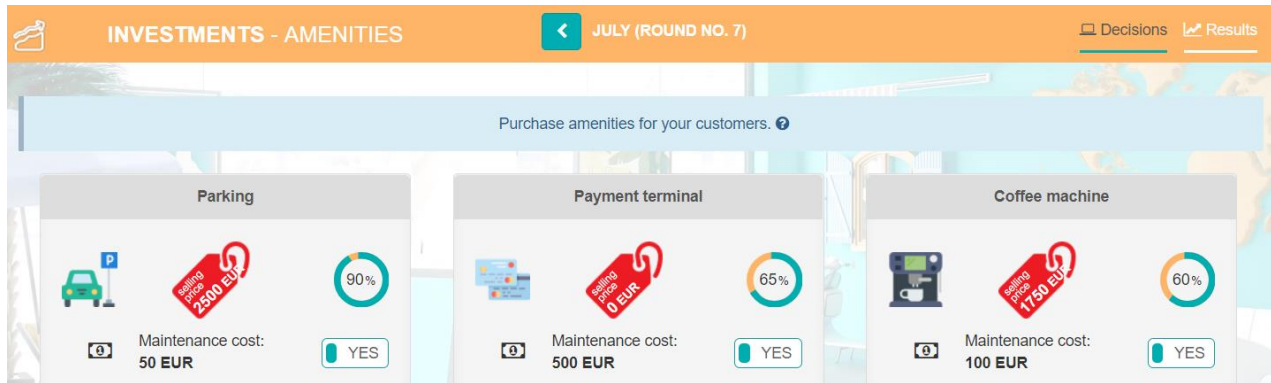 INVESTMENTS - AMENITIES
JULY (ROUND NO. 7)
Decisions
Results
Purchase amenities for your customers. ?
Parking
Payment terminal
Coffee machine
P
selling price 2500 EUR
90%
selling price 0 EUR
65%
selling price 1750 EUR
60%
Maintenance cost:
50 EUR
YES
Maintenance cost:
500 EUR
YES
Maintenance cost:
100 EUR
YES